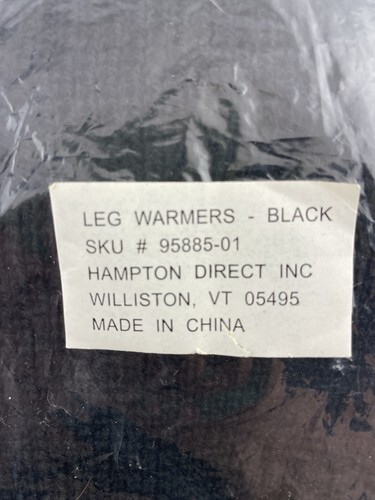 LEG WARMERS - BLACK
SKU # 95885-01
HAMPTON DIRECT INC
WILLISTON, VT 05495
MADE IN CHINA